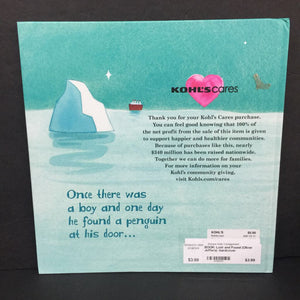 KOHL'S cares
Thank you for your Kohl's Cares purchase.
You can feel good knowing that 100% of
the net profit from the sale of this item is given
to support happier and healthier communities.
Because of purchases like this, nearly
$340 million has been raised nationwide.
Together we can do more for families.
For more information on your
Kohl's community giving,
visit Kohls.com/cares
Once there was
a boy and one day
he found a penguin
at his door...
KOHL'S
$3.99
$3.99